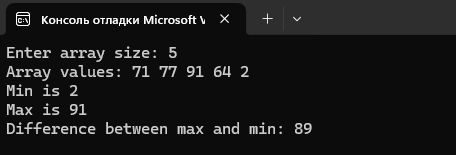 Консоль отладки Microsoft V
Enter array size: 5
Array values: 71 77 91 64 2
Min is 2
Max is 91
Difference between max and min: 89